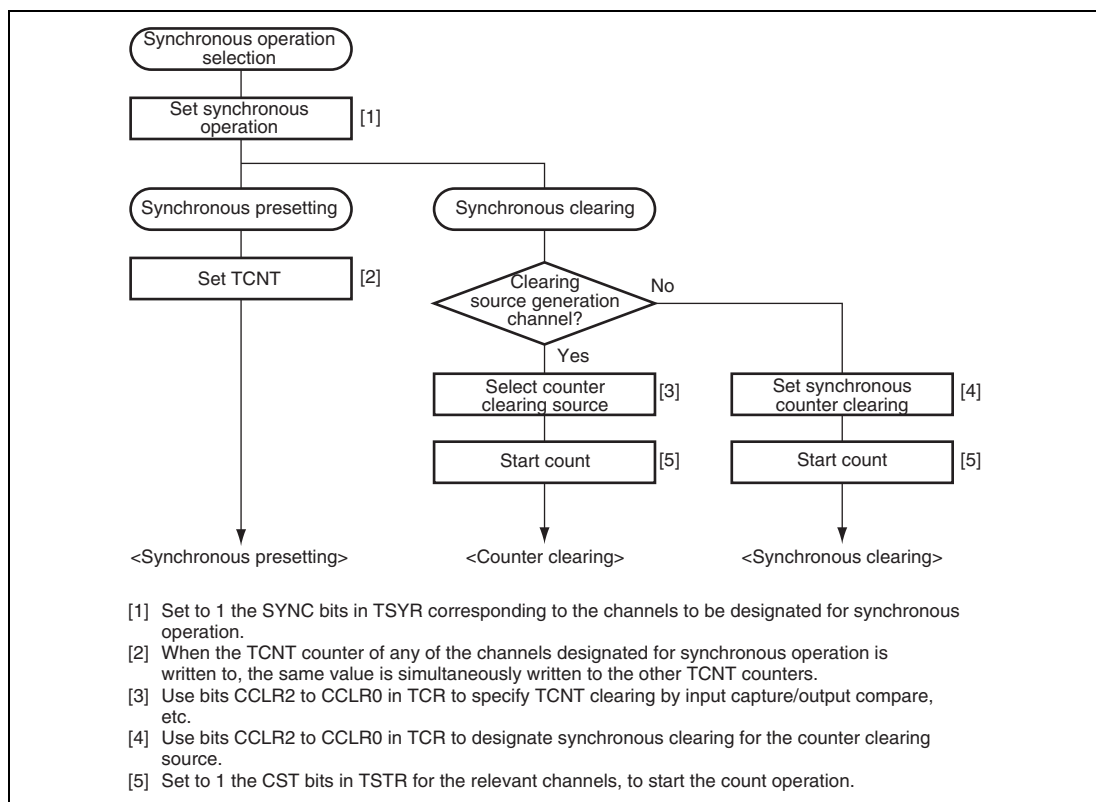 Synchronous operation
selection
Set synchronous
operation
[1]
Synchronous presetting
Synchronous clearing
Set TCNT
[2]
Clearing
source generation
channel?
No
Yes
Select counter
clearing source
[3]
Set synchronous
counter clearing
[4]
Start count
[5]
Start count
[5]
<Synchronous presetting>
<Counter clearing>
<Synchronous clearing>
[1] Set to 1 the SYNC bits in TSYR corresponding to the channels to be designated for synchronous
operation.
[2] When the TCNT counter of any of the channels designated for synchronous operation is
written to, the same value is simultaneously written to the other TCNT counters.
[3] Use bits CCLR2 to CCLR0 in TCR to specify TCNT clearing by input capture/output compare,
etc.
[4] Use bits CCLR2 to CCLR0 in TCR to designate synchronous clearing for the counter clearing
source.
[5] Set to 1 the CST bits in TSTR for the relevant channels, to start the count operation.